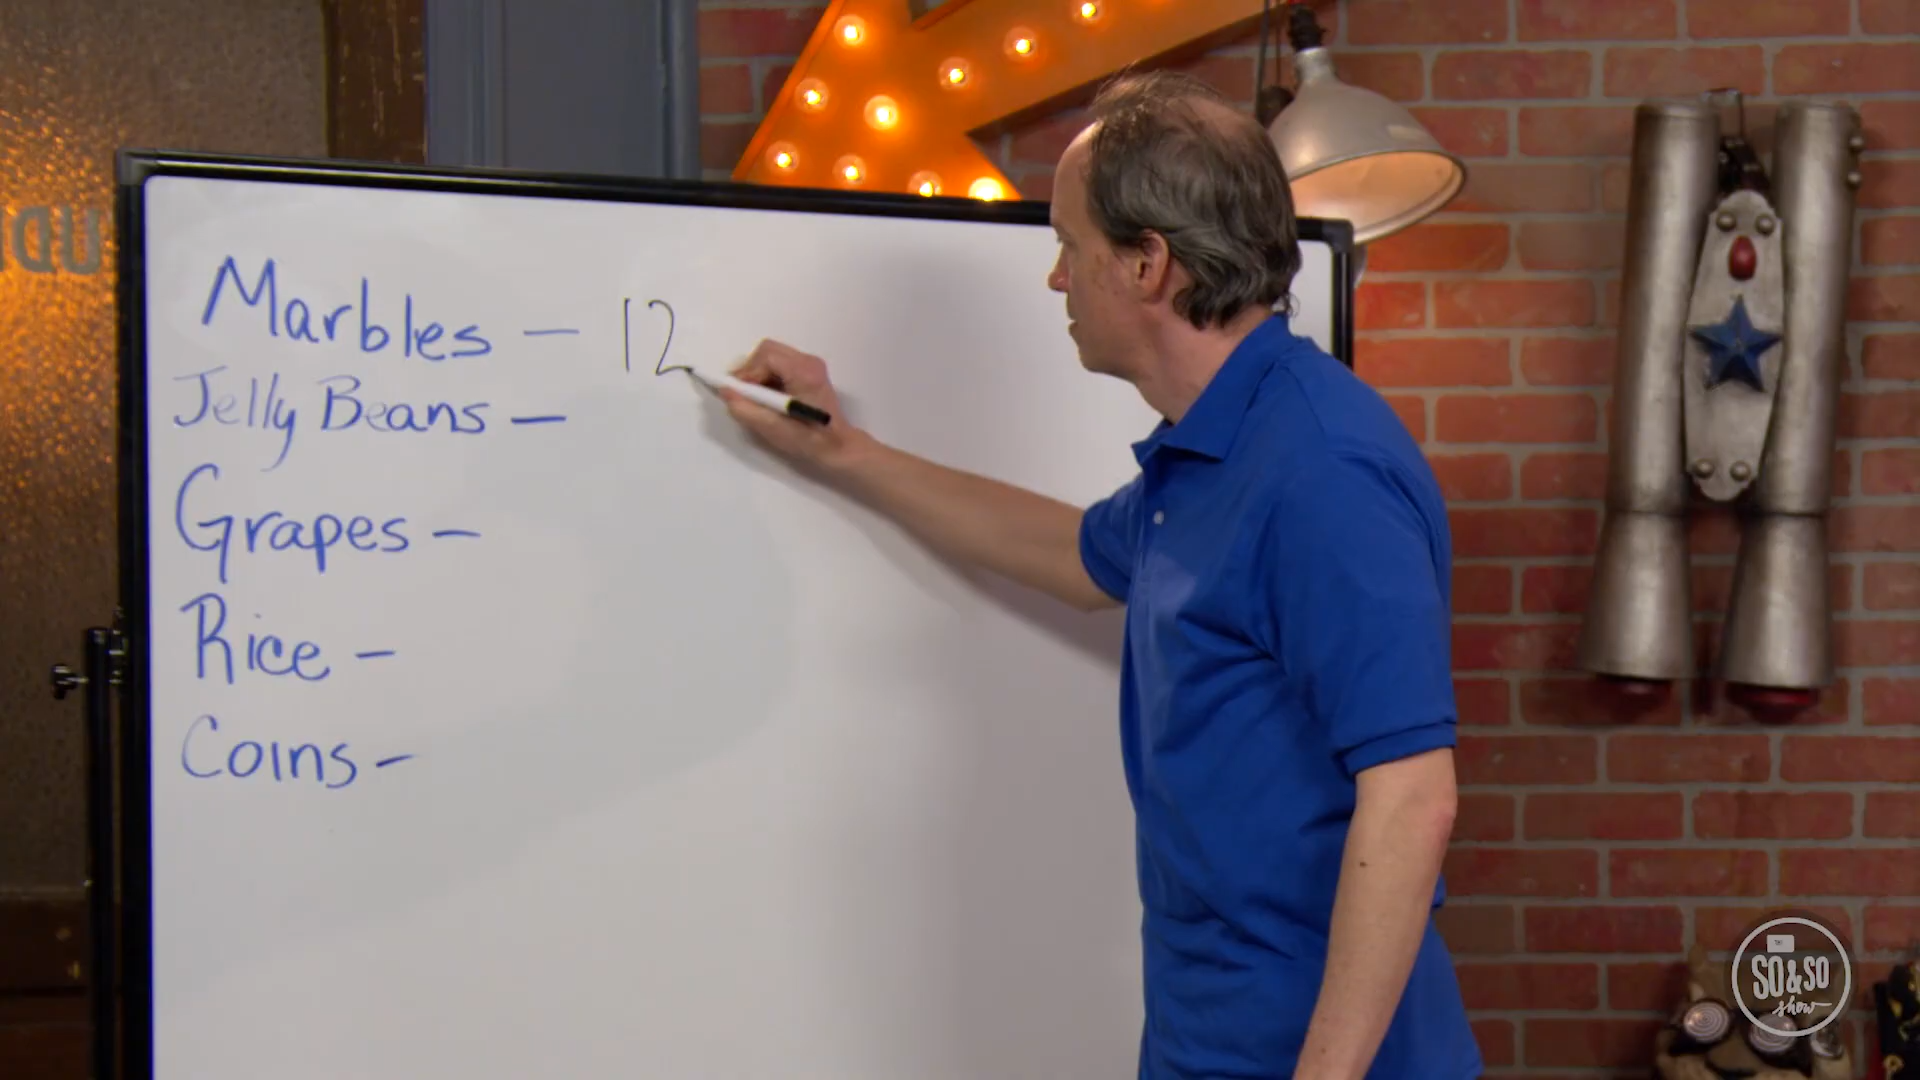 Marbles – 12
Jelly Beans –
Grapes –
Rice –
Coins –
SO & SO
show